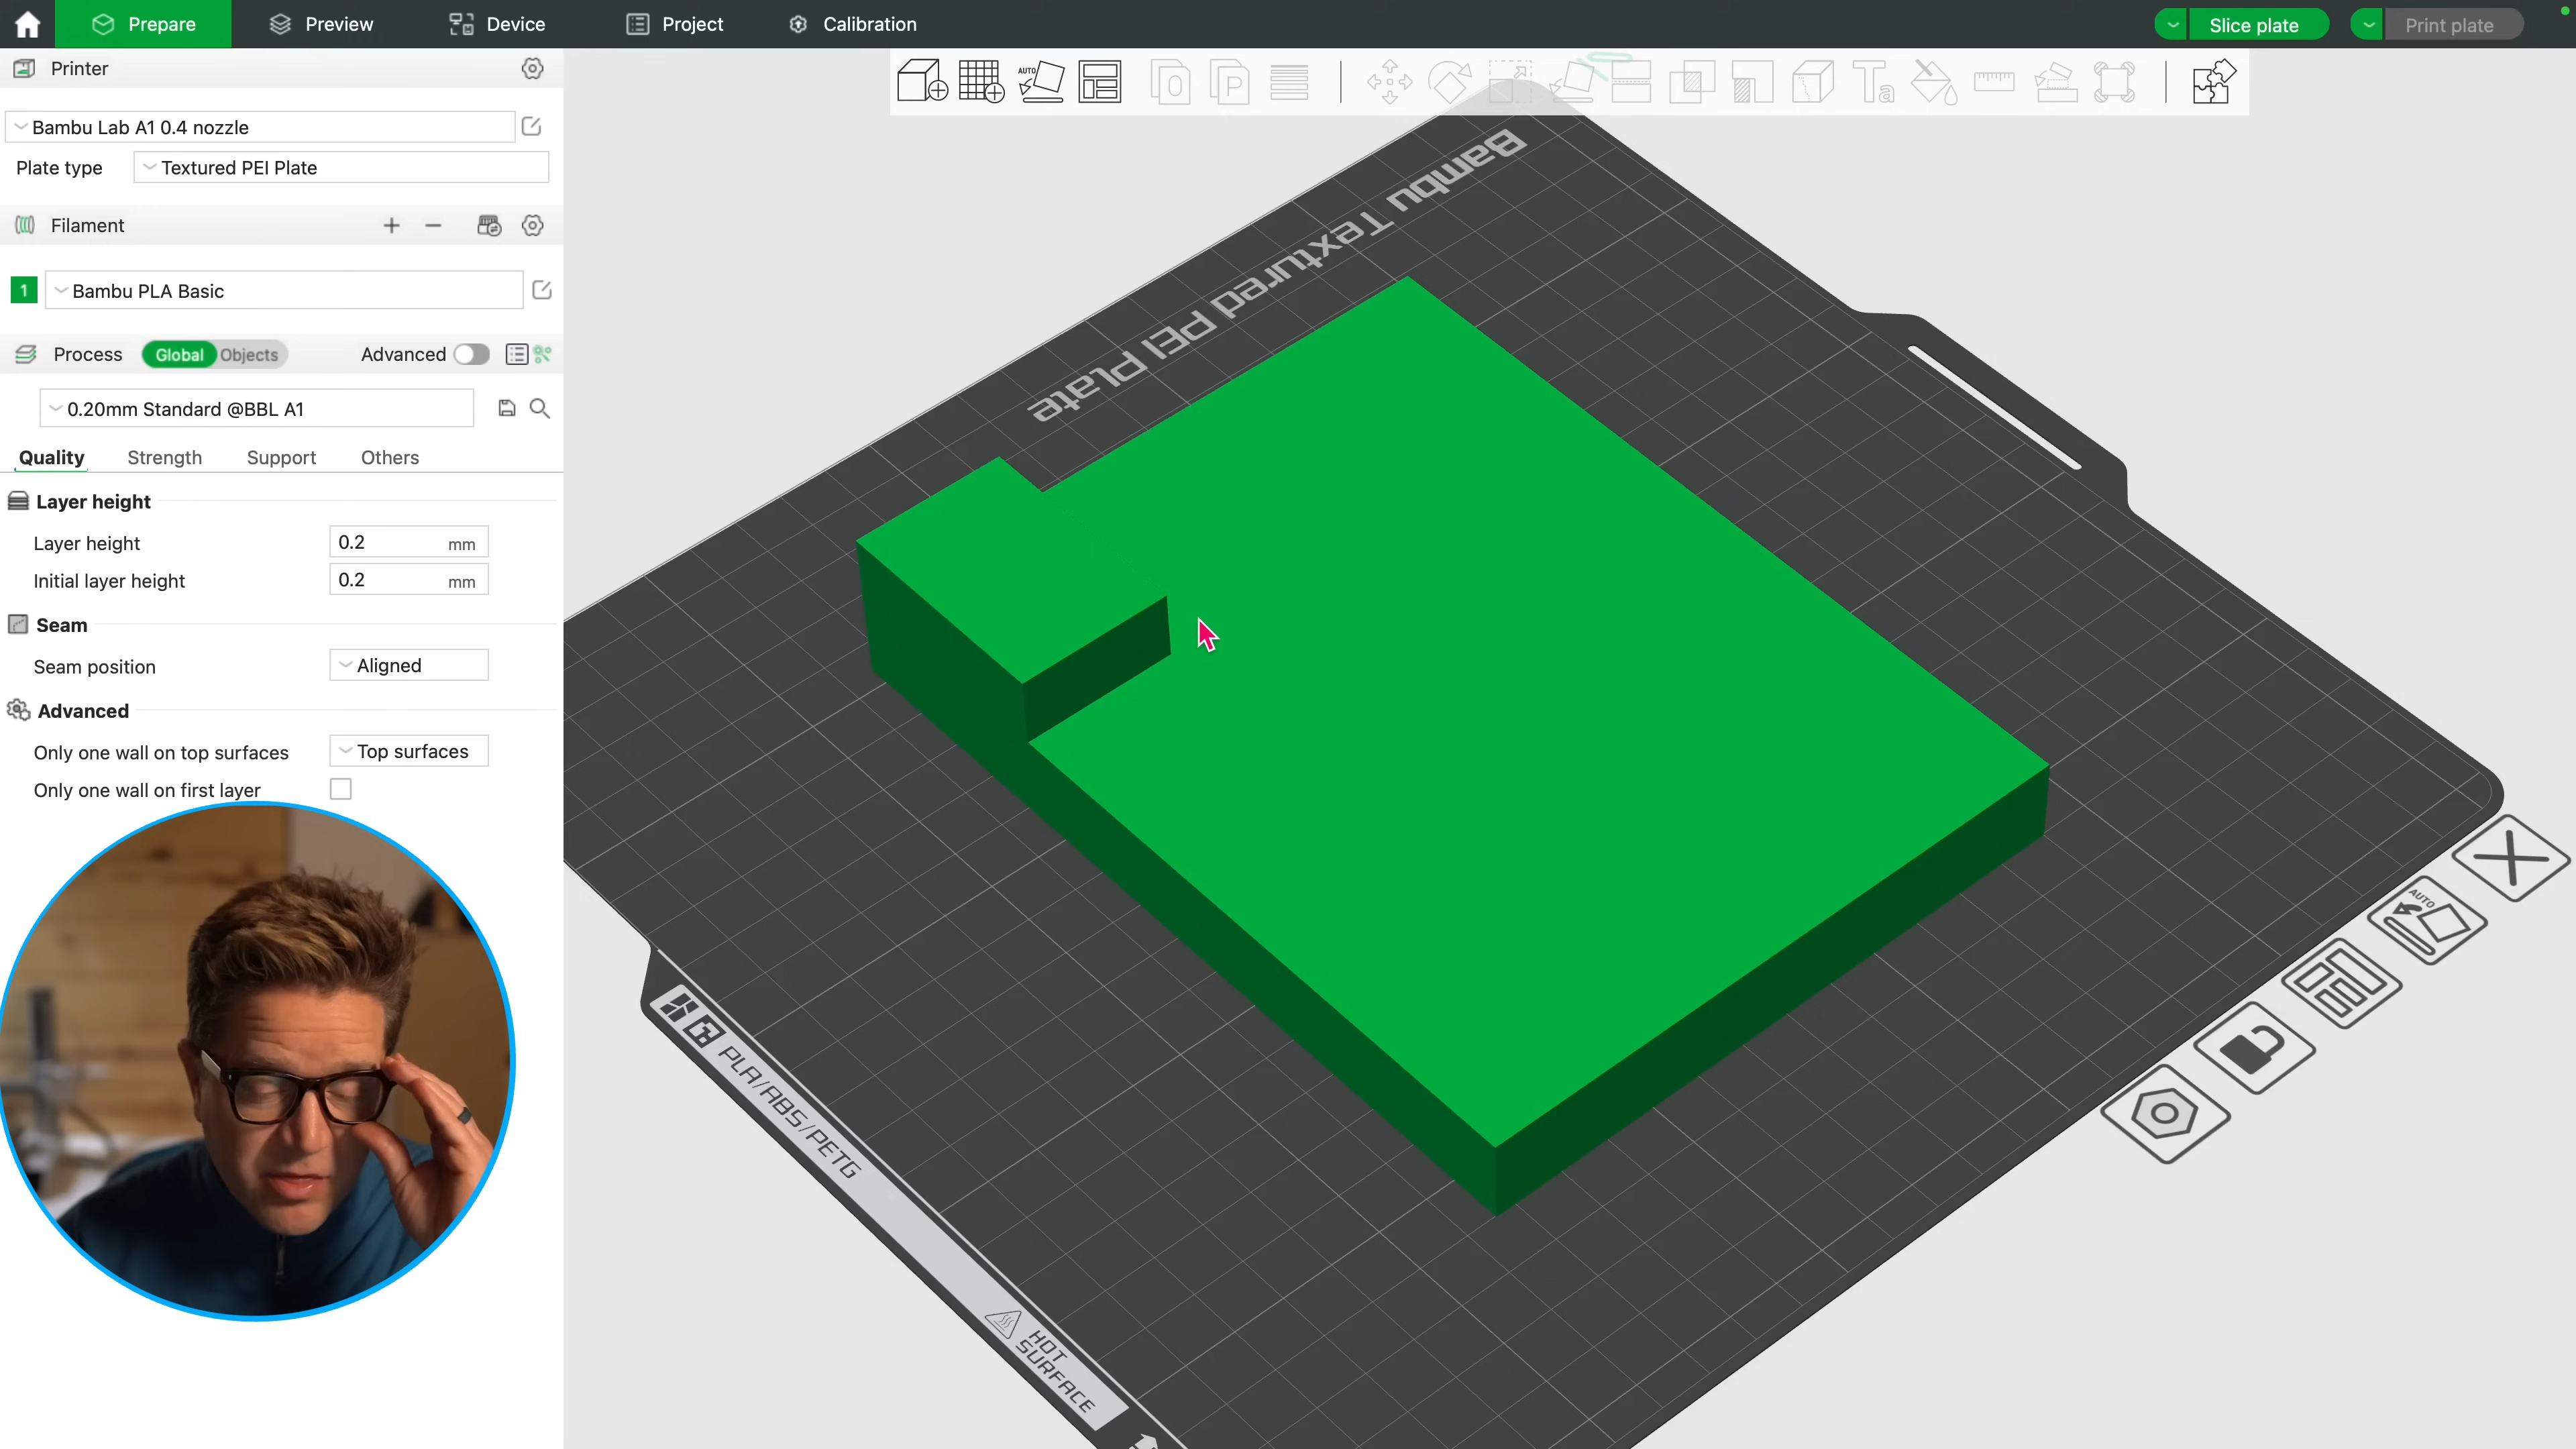 Prepare
Preview
Device
Project
Calibration
Slice plate
Print plate
Printer
Bambu Lab A1 0.4 nozzle
Plate type
Textured PEI Plate
Filament
1
Bambu PLA Basic
Process
Global
Objects
Advanced
0.20mm Standard @BBL A1
Quality
Strength
Support
Others
Layer height
Layer height
0.2
mm
Initial layer height
0.2
mm
Seam
Seam position
Aligned
Advanced
Only one wall on top surfaces
Top surfaces
Only one wall on first layer
AUTO
O
P
Ta
Bambu Textured PEI Plate
AUTO
PLA/ABS/PETG
HOT
SURFACE